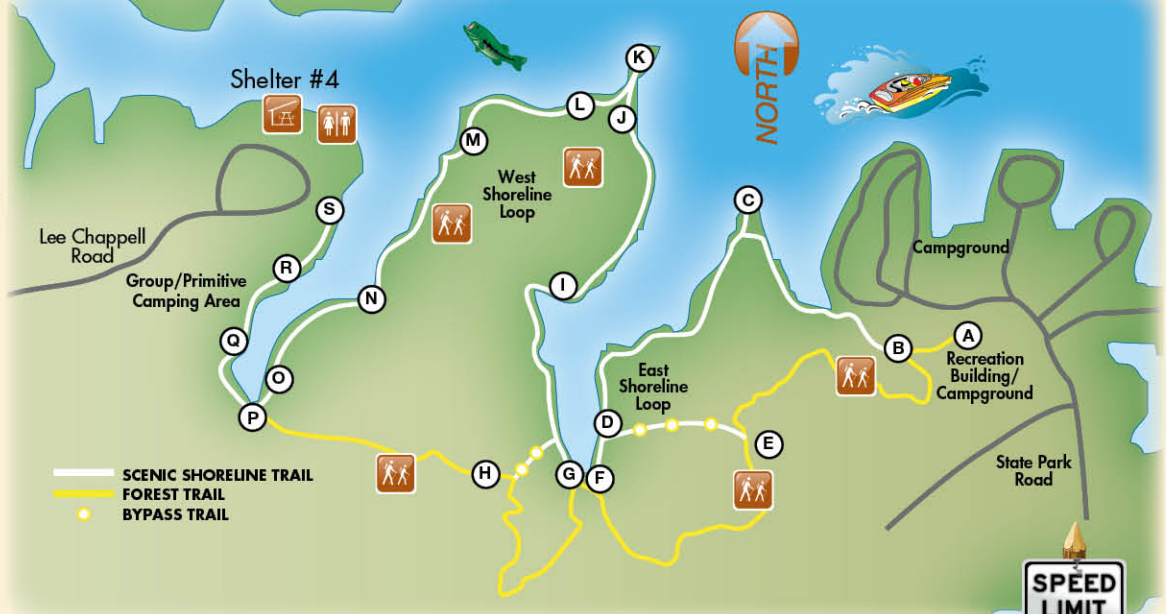 Shelter #4
NORTH
K
L
J
M
West
Shoreline
Loop
S
C
Lee Chappell
Road
Campground
R
Group/Primitive
Camping Area
I
N
Q
B
A
Recreation
Building/
Campground
O
East
Shoreline
Loop
P
D
E
H
G
F
State Park
Road
SCENIC SHORELINE TRAIL
FOREST TRAIL
BYPASS TRAIL
SPEED
LIMIT